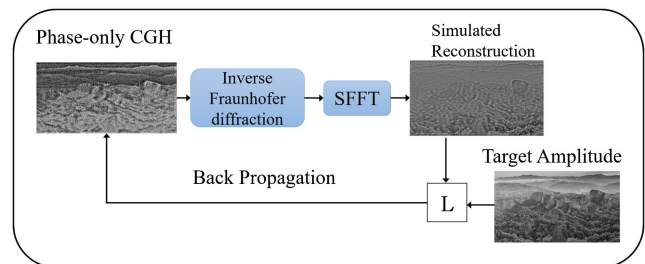 Phase-only CGH
Inverse
Fraunhofer
diffraction
SFFT
Simulated
Reconstruction
Target Amplitude
Back Propagation
L